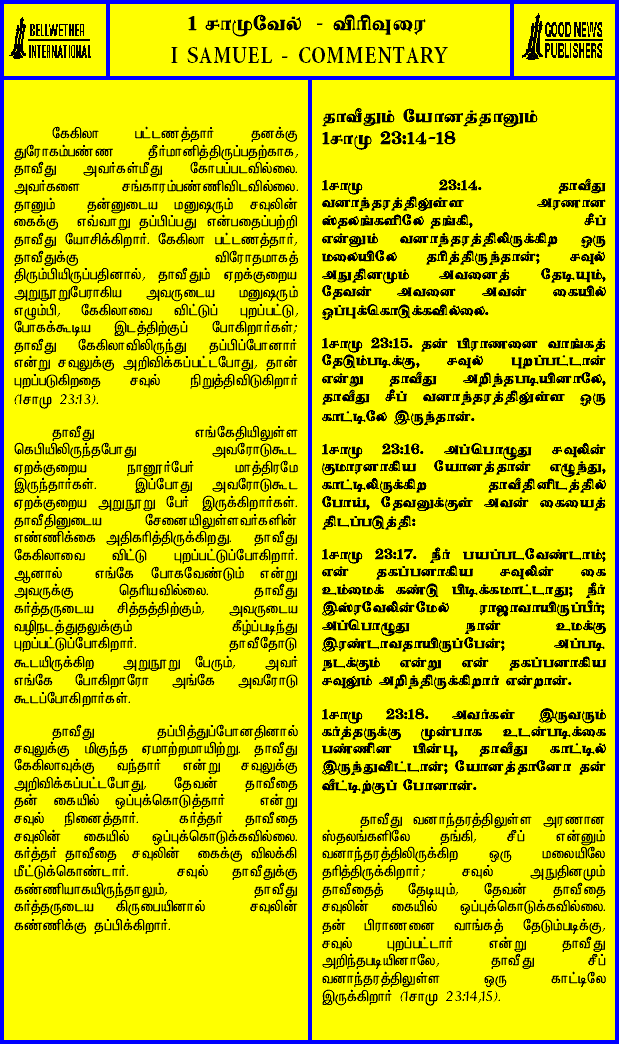 BELLWETHER
INTERNATIONAL
1 சாமுவேல் - விரிவுரை
I SAMUEL - COMMENTARY
GOOD NEWS
PUBLISHERS
கேகிலா பட்டணத்தார் தனக்கு
துரோகம்பண்ண தீர்மானித்திருப்பதற்காக,
தாவீது அவர்கள்மீது கோபப்படவில்லை.
அவர்களை சங்காரம்பண்ணிவிடவில்லை.
தானும் தன்னுடைய மனுஷரும் சவுலின்
கைக்கு எவ்வாறு தப்பிப்பது என்பதைப்பற்றி
தாவீது யோசிக்கிறார். கேகிலா பட்டணத்தார்,
தாவீதுக்கு விரோதமாகத்
திரும்பியிருப்பதினால், தாவீதும் ஏறக்குறைய
அறுநூறுபேராகிய அவருடைய மனுஷரும்
எழும்பி, கேகிலாவை விட்டுப் புறப்பட்டு,
போகக்கூடிய இடத்திற்குப் போகிறார்கள்;
தாவீது கேகிலாவிலிருந்து தப்பிப்போனார்
என்று சவுலுக்கு அறிவிக்கப்பட்டபோது, தான்
புறப்படுகிறதை சவுல் நிறுத்திவிடுகிறார்
(1சாமு 23:13).
தாவீது எங்கேதியிலுள்ள
கெபியிலிருந்தபோது அவரோடுகூட
ஏறக்குறைய நானூர்பேர் மாத்திரமே
இருந்தார்கள். இப்போது அவரோடுகூட
ஏறக்குறைய அறுநூறு பேர் இருக்கிறார்கள்.
தாவீதினுடைய சேனையிலுள்ளவர்களின்
எண்ணிக்கை அதிகரித்திருக்கிறது. தாவீது
கேகிலாவை விட்டு புறப்பட்டுப்போகிறார்.
ஆனால் எங்கே போகவேண்டும் என்று
அவருக்கு தெரியவில்லை. தாவீது
கர்த்தருடைய சித்தத்திற்கும், அவருடைய
வழிநடத்துதலுக்கும் கீழ்ப்படிந்து
புறப்பட்டுப்போகிறார். தாவீதோடு
கூடயிருக்கிற அறுநூறு பேரும், அவர்
எங்கே போகிறாரோ அங்கே அவரோடு
கூடப்போகிறார்கள்.
தாவீது தப்பித்துப்போனதினால்
சவுலுக்கு மிகுந்த ஏமாற்றமாயிற்று. தாவீது
கேகிலாவுக்கு வந்தார் என்று சவுலுக்கு
அறிவிக்கப்பட்டபோது, தேவன் தாவீதை
தன் கையில் ஒப்புக்கொடுத்தார் என்று
சவுல் நினைத்தார். கர்த்தர் தாவீதை
சவுலின் கையில் ஒப்புக்கொடுக்கவில்லை.
கர்த்தர் தாவீதை சவுலின் கைக்கு விலக்கி
மீட்டுக்கொண்டார். சவுல் தாவீதுக்கு
கண்ணியாகயிருந்தாலும், தாவீது
கர்த்தருடைய கிருபையினால் சவுலின்
கண்ணிக்கு தப்பிக்கிறார்.
தாவீதும் யோனத்தானும்
1சாமு 23:14-18
1சாமு 23:14. தாவீது
வனாந்தரத்திலுள்ள அரணான
ஸ்தலங்களிலே தங்கி, சீப்
என்னும் வனாந்தரத்திலிருக்கிற ஒரு
மலையிலே தரித்திருந்தான்; சவுல்
அநுதினமும் அவனைத் தேடியும்,
தேவன் அவனை அவன் கையில்
ஒப்புக்கொடுக்கவில்லை.
1சாமு 23:15. தன் பிராணனை வாங்கத்
தேடும்படிக்கு, சவுல் புறப்பட்டான்
என்று தாவீது அறிந்தபடியினாலே,
தாவீது சீப் வனாந்தரத்திலுள்ள ஒரு
காட்டிலே இருந்தான்.
1சாமு 23:16. அப்பொழுது சவுலின்
குமாரனாகிய யோனத்தான் எழுந்து,
காட்டிலிருக்கிற தாவீதினிடத்தில்
போய், தேவனுக்குள் அவன் கையைத்
திடப்படுத்தி:
1சாமு 23:17. நீர் பயப்படவேண்டாம்;
என் தகப்பனாகிய சவுலின் கை
உம்மைக் கண்டு பிடிக்கமாட்டாது; நீர்
இஸ்ரவேலின்மேல் ராஜாவாயிருப்பீர்;
அப்பொழுது நான் உமக்கு
இரண்டாவதாயிருப்பேன்; அப்படி
நடக்கும் என்று என் தகப்பனாகிய
சவுலும் அறிந்திருக்கிறார் என்றான்.
1சாமு 23:18. அவர்கள் இருவரும்
கர்த்தருக்கு முன்பாக உடன்படிக்கை
பண்ணின பின்பு, தாவீது காட்டில்
இருந்துவிட்டான்; யோனத்தானோ தன்
வீட்டிற்குப் போனான்.
தாவீது வனாந்தரத்திலுள்ள அரணான
ஸ்தலங்களிலே தங்கி, சீப் என்னும்
வனாந்தரத்திலிருக்கிற ஒரு மலையிலே
தரித்திருக்கிறார்; சவுல் அநுதினமும்
தாவீதைத் தேடியும், தேவன் தாவீதை
சவுலின் கையில் ஒப்புக்கொடுக்கவில்லை.
தன் பிராணனை வாங்கத் தேடும்படிக்கு,
சவுல் புறப்பட்டார் என்று தாவீது
அறிந்தபடியினாலே, தாவீது சீப்
வனாந்தரத்திலுள்ள ஒரு காட்டிலே
இருக்கிறார் (1சாமு 23:14,15).